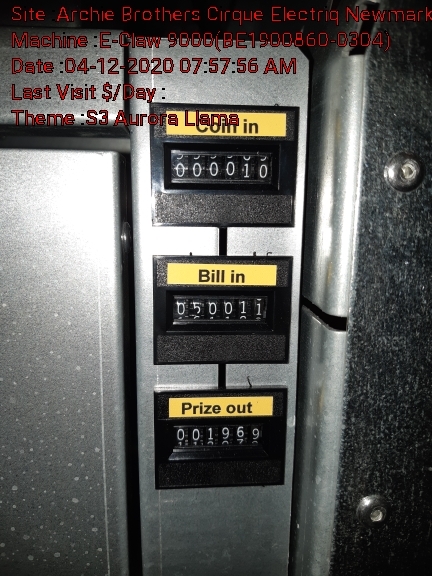 Site :Archie Brothers Cirque Electriq Newmark
Machine :E-Claw 9000(BE1900860-0304)
Date :04-12-2020 07:57:56 AM
Last Visit $/Day :
Theme :S3 Aurora Llama
Coin in
000010
Bill in
050011
Prize out
001969